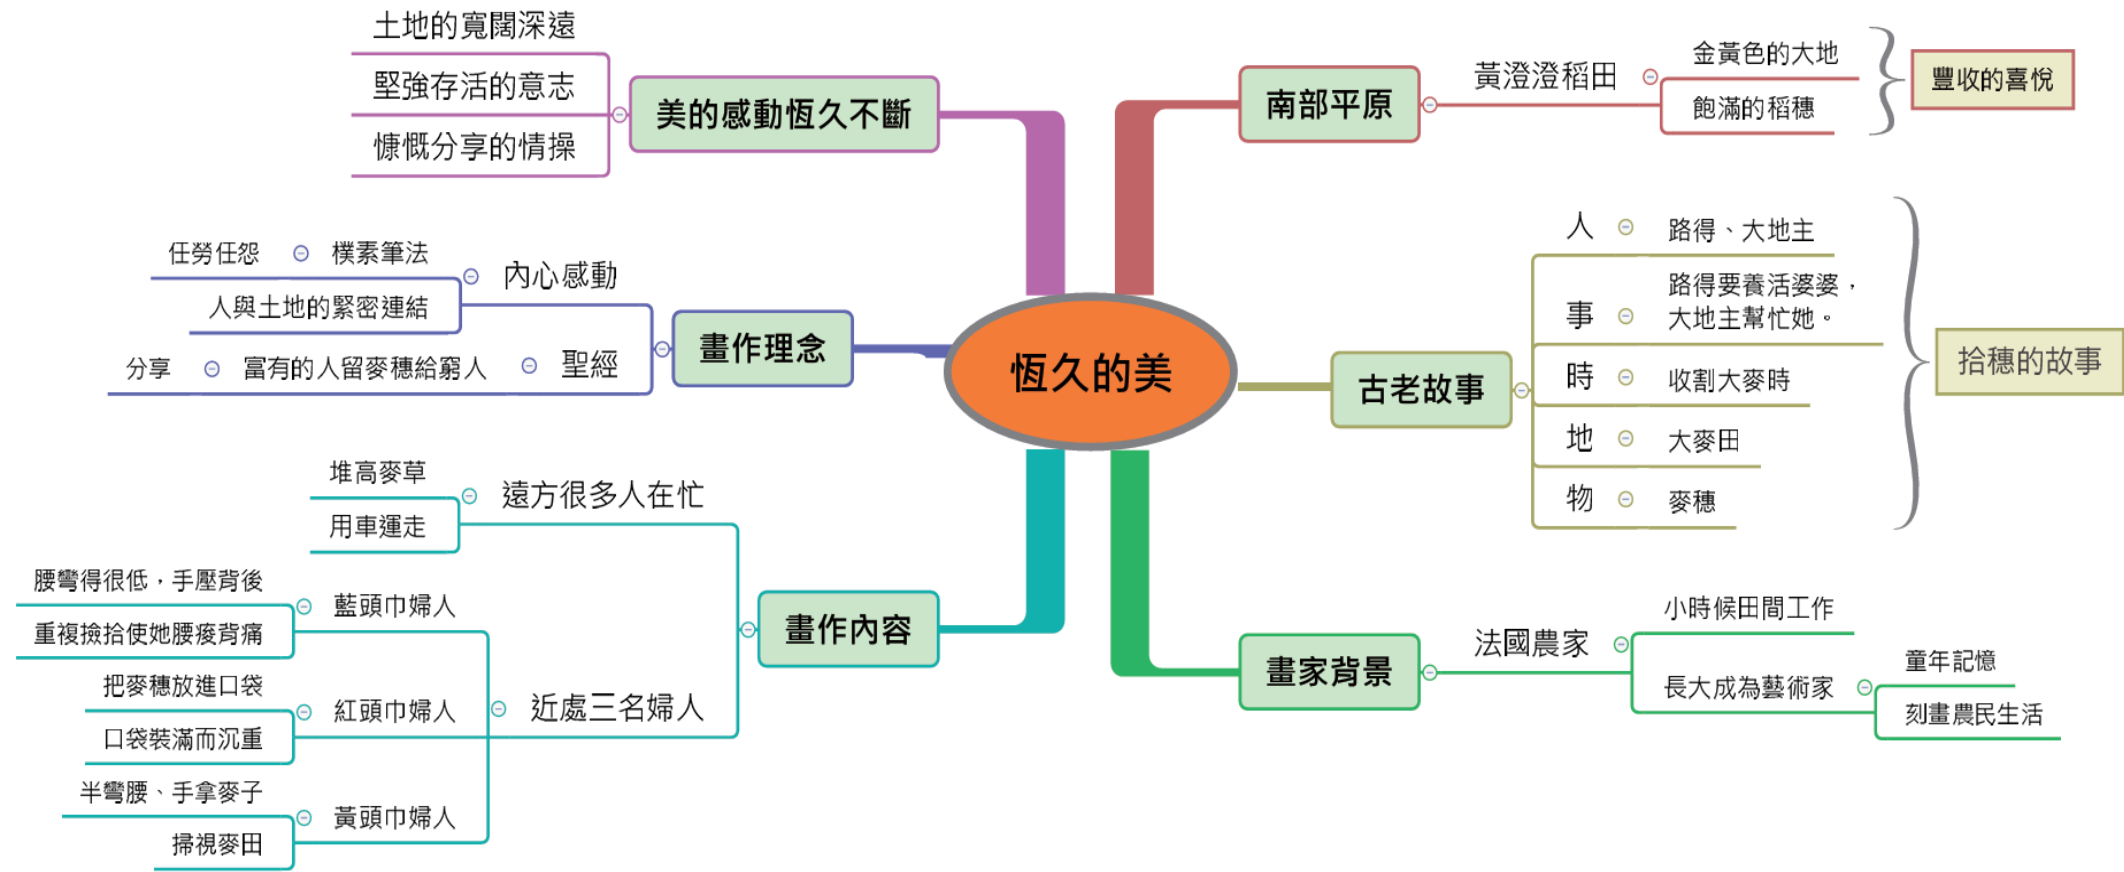 恆久的美
南部平原
黃澄澄稻田
金黃色的大地
飽滿的稻穗
豐收的喜悅
古老故事
人
路得、大地主
事
路得要養活婆婆，
大地主幫忙她。
時
收割大麥時
地
大麥田
物
麥穗
拾穗的故事
畫家背景
法國農家
小時候田間工作
長大成為藝術家
童年記憶
刻畫農民生活
畫作內容
遠方很多人在忙
堆高麥草
用車運走
近處三名婦人
藍頭巾婦人
腰彎得很低，手壓背後
重複撿拾使她腰痠背痛
紅頭巾婦人
把麥穗放進口袋
口袋裝滿而沉重
黃頭巾婦人
半彎腰、手拿麥子
掃視麥田
畫作理念
內心感動
樸素筆法
任勞任怨
人與土地的緊密連結
聖經
富有的人留麥穗給窮人
分享
美的感動恆久不斷
土地的寬闊深遠
堅強存活的意志
慷慨分享的情操